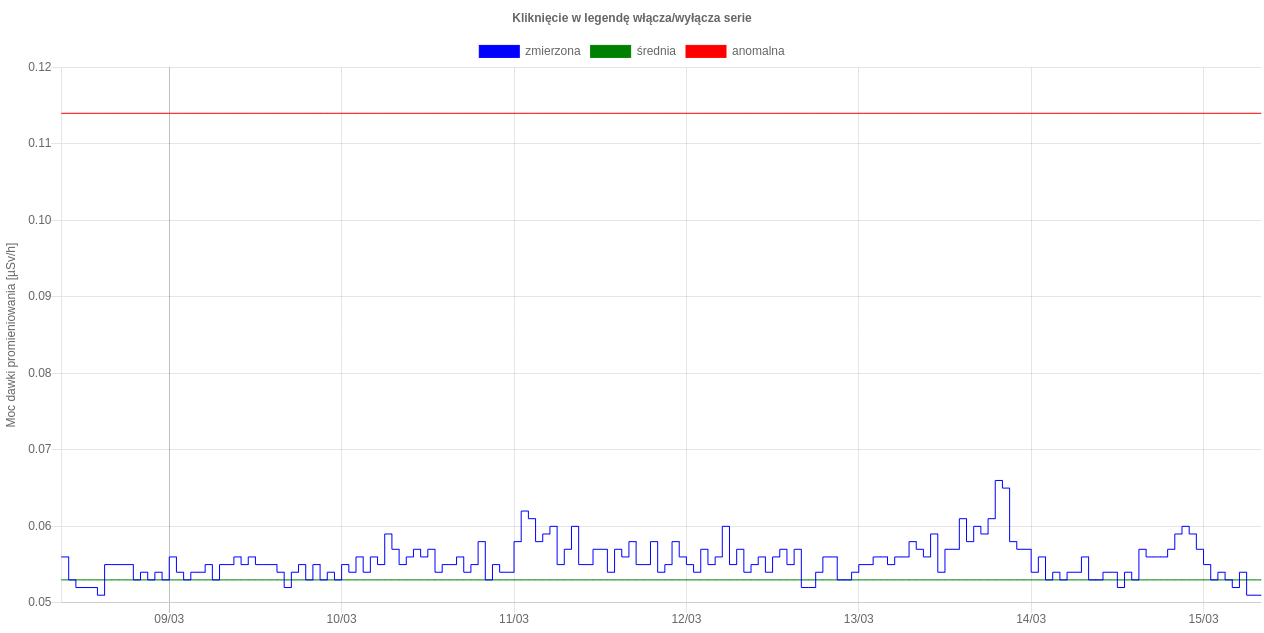 Kliknięcie w legendę włącza/wyłącza serie
zmierzona średnia anomalna
Moc dawki promieniowania [µSv/h]
0.12
0.11
0.10
0.09
0.08
0.07
0.06
0.05
09/03 10/03 11/03 12/03 13/03 14/03 15/03